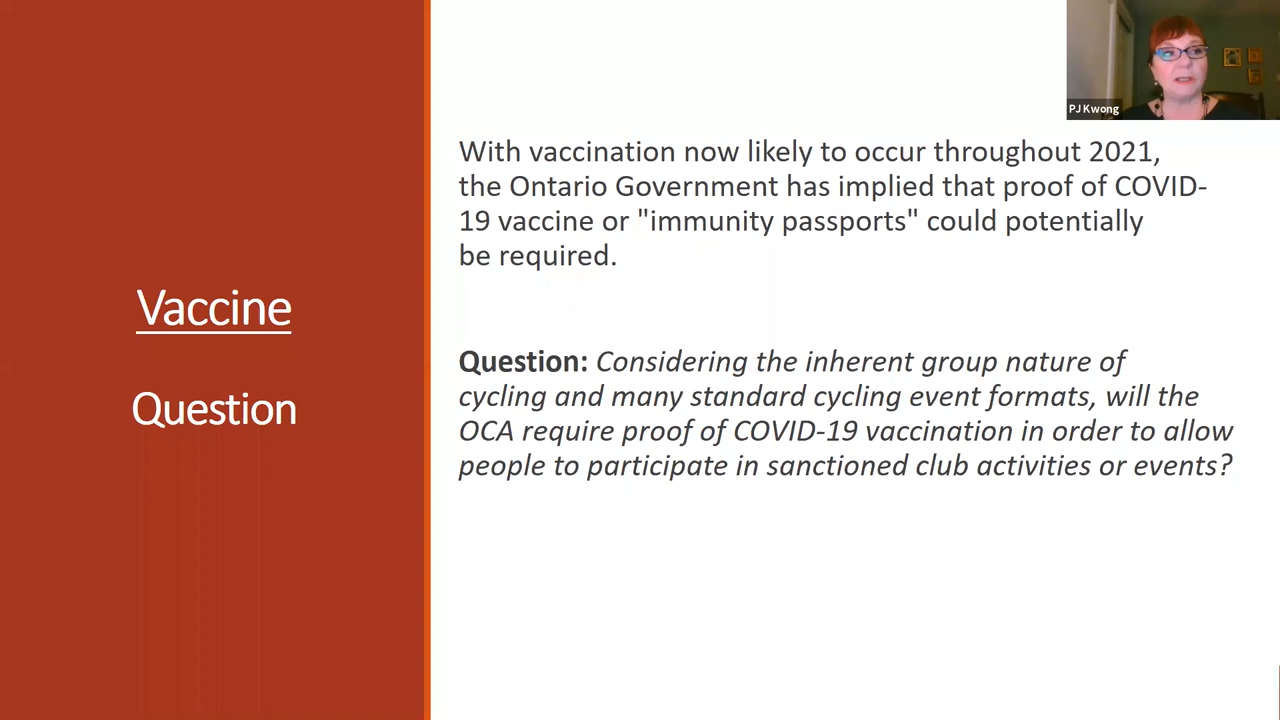 PJ Kwong
With vaccination now likely to occur throughout 2021,
the Ontario Government has implied that proof of COVID-
19 vaccine or "immunity passports" could potentially
be required.
Vaccine
Question
Question: Considering the inherent group nature of
cycling and many standard cycling event formats, will the
OCA require proof of COVID-19 vaccination in order to allow
people to participate in sanctioned club activities or events?